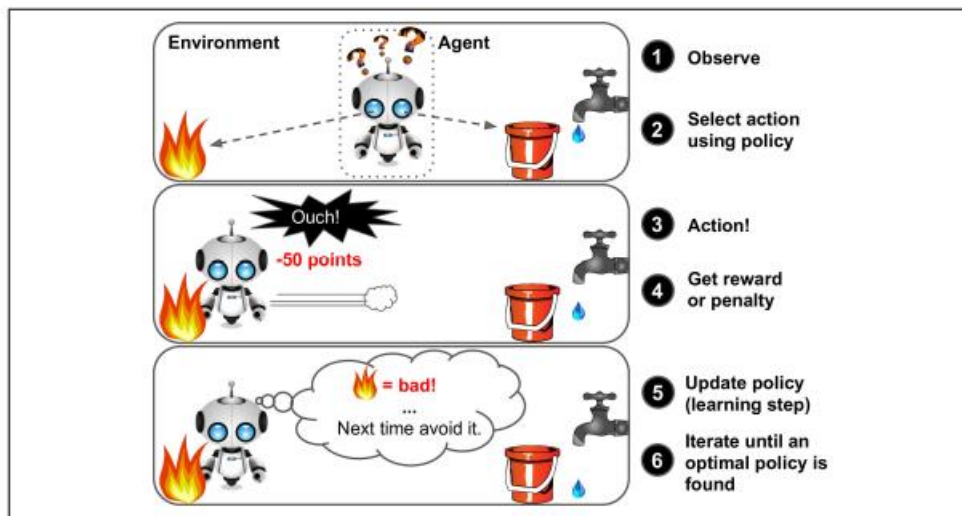 Environment
Agent
? ? ?
1 Observe
2 Select action
using policy
Ouch!
-50 points
3 Action!
4 Get reward
or penalty
= bad!
...
Next time avoid it.
5 Update policy
(learning step)
6 Iterate until an
optimal policy is
found